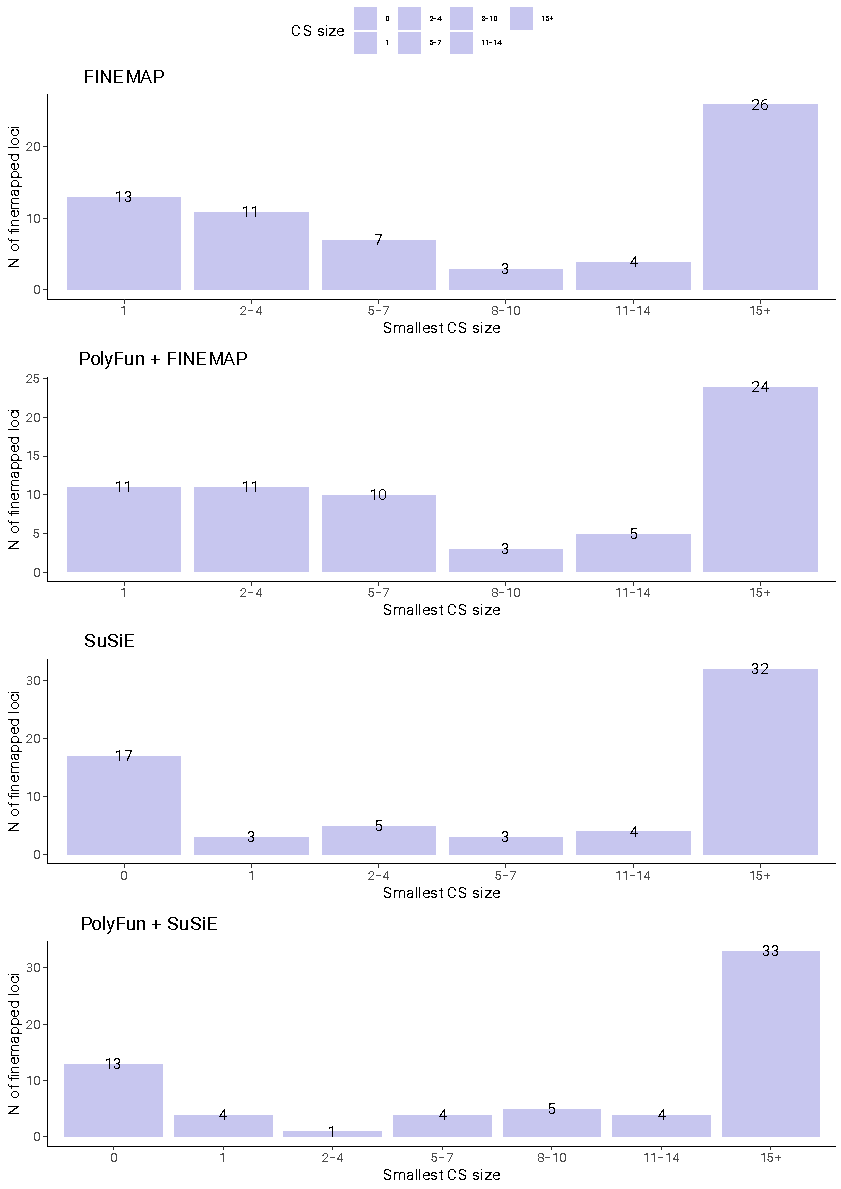 CS size
0 2-4 8-10 15+
1 5-7 11-14
FINEMAP
N of finemapped loci
20
10
0
13 11 7 3 4 26
1 2-4 5-7 8-10 11-14 15+
Smallest CS size
PolyFun + FINEMAP
N of finemapped loci
25
20
15
10
5
0
11 11 10 3 5 24
1 2-4 5-7 8-10 11-14 15+
Smallest CS size
SuSiE
N of finemapped loci
30
20
10
0
17 3 5 3 4 32
0 1 2-4 5-7 11-14 15+
Smallest CS size
PolyFun + SuSiE
N of finemapped loci
30
20
10
0
13 4 1 4 5 4 33
0 1 2-4 5-7 8-10 11-14 15+
Smallest CS size